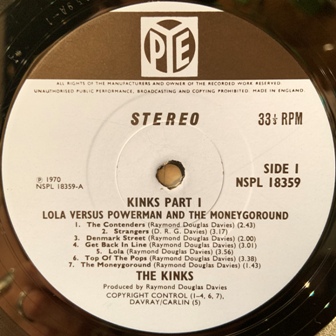 PYE
ALL RIGHTS OF THE MANUFACTURERS AND OWNER OF THE RECORDED WORK RESERVED
UNAUTHORISED PUBLIC PERFORMANCE, BROADCASTING AND COPYING PROHIBITED. MADE IN ENGLAND.
STEREO 33⅓ RPM
SIDE 1
℗ 1970 NSPL 18359
NSPL 18359-A
KINKS PART 1
LOLA VERSUS POWERMAN AND THE MONEYGOROUND
1. The Contenders (Raymond Douglas Davies) (2.43)
2. Strangers (D. R. G. Davies) (3.17)
3. Denmark Street (Raymond Douglas Davies) (2.00)
4. Get Back In Line (Raymond Douglas Davies) (3.01)
5. Lola (Raymond Douglas Davies) (3.56)
6. Top Of The Pops (Raymond Douglas Davies) (3.38)
7. The Moneygoround (Raymond Douglas Davies) (1.43)
THE KINKS
Produced by Raymond Douglas Davies
COPYRIGHT CONTROL (1-4, 6, 7),
DAVRAY/CARLIN (5)